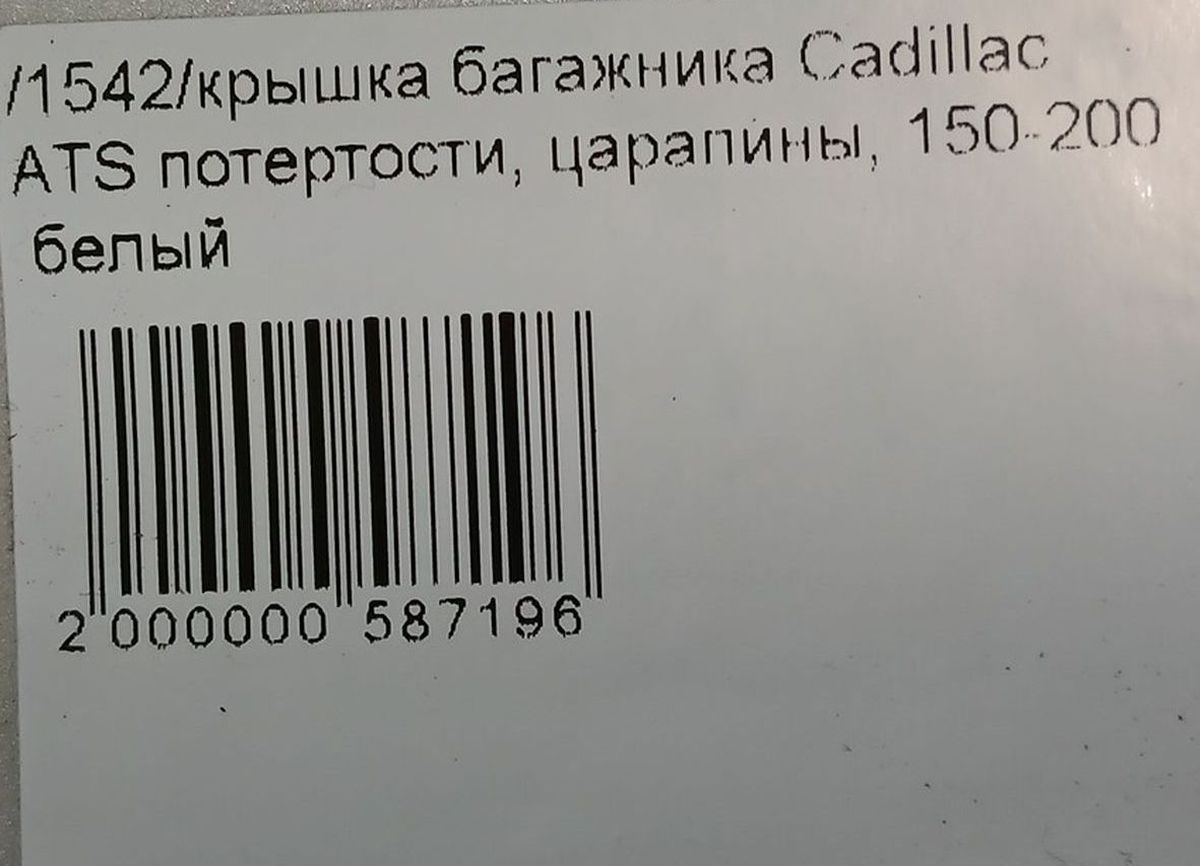 /1542/крышка багажника Cadillac
ATS потертости, царапины, 150-200
белый
2 000000 587196